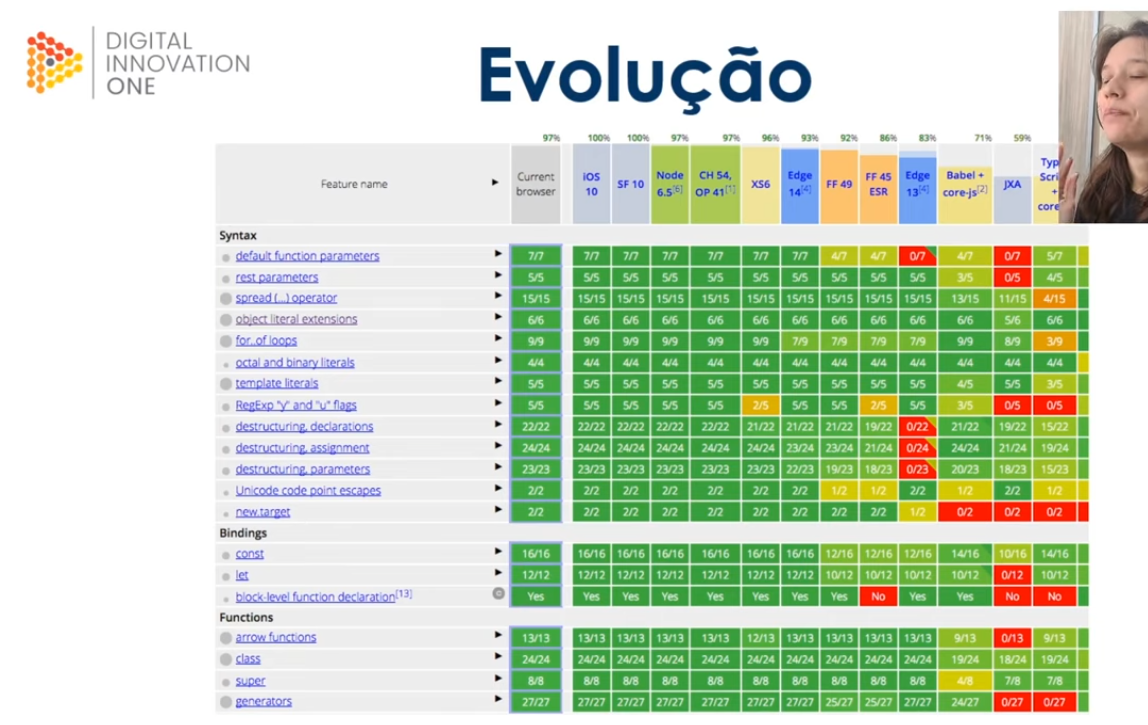 DIGITAL
INNOVATION
ONE
Evolução
97% 100% 100% 97% 97% 96% 93% 92% 86% 83% 71% 59%
Feature name ▶ Current browser iOS 10 SF 10 Node 6.5[6] CH 54, OP 41[1] XS6 Edge 14[4] FF 49 FF 45 ESR Edge 13[4] Babel + core-js[2] JXA
Syntax
default function parameters ▶ 7/7 7/7 7/7 7/7 7/7 7/7 7/7 4/7 4/7 0/7 4/7 0/7 5/7
rest parameters ▶ 5/5 5/5 5/5 5/5 5/5 5/5 5/5 5/5 5/5 5/5 3/5 0/5 4/5
spread (...) operator ▶ 15/15 15/15 15/15 15/15 15/15 15/15 15/15 15/15 15/15 15/15 13/15 11/15 4/15
object literal extensions ▶ 6/6 6/6 6/6 6/6 6/6 6/6 6/6 6/6 6/6 6/6 6/6 5/6 6/6
for..of loops ▶ 9/9 9/9 9/9 9/9 9/9 9/9 7/9 7/9 7/9 7/9 9/9 8/9 3/9
octal and binary literals ▶ 4/4 4/4 4/4 4/4 4/4 4/4 4/4 4/4 4/4 4/4 4/4 4/4 4/4
template literals ▶ 5/5 5/5 5/5 5/5 5/5 5/5 5/5 5/5 5/5 5/5 4/5 5/5 3/5
RegExp "y" and "u" flags ▶ 5/5 5/5 5/5 5/5 5/5 2/5 5/5 5/5 2/5 5/5 3/5 0/5 0/5
destructuring, declarations ▶ 22/22 22/22 22/22 22/22 22/22 21/22 21/22 21/22 19/22 0/22 21/22 19/22 15/22
destructuring, assignment ▶ 24/24 24/24 24/24 24/24 24/24 24/24 23/24 23/24 21/24 0/24 24/24 21/24 19/24
destructuring, parameters ▶ 23/23 23/23 23/23 23/23 23/23 23/23 22/23 19/23 18/23 0/23 20/23 18/23 15/23
Unicode code point escapes ▶ 2/2 2/2 2/2 2/2 2/2 2/2 2/2 1/2 1/2 2/2 1/2 2/2 1/2
new.target ▶ 2/2 2/2 2/2 2/2 2/2 2/2 2/2 2/2 2/2 1/2 0/2 0/2 0/2
Bindings
const ▶ 16/16 16/16 16/16 16/16 16/16 16/16 16/16 12/16 12/16 12/16 14/16 10/16 14/16
let ▶ 12/12 12/12 12/12 12/12 12/12 12/12 12/12 10/12 10/12 10/12 10/12 0/12 10/12
block-level function declaration[13] Yes Yes Yes Yes Yes Yes Yes Yes No Yes Yes No No
Functions
arrow functions ▶ 13/13 13/13 13/13 13/13 13/13 12/13 13/13 13/13 13/13 13/13 9/13 0/13 9/13
class ▶ 24/24 24/24 24/24 24/24 24/24 24/24 24/24 24/24 24/24 24/24 19/24 18/24 19/24
super ▶ 8/8 8/8 8/8 8/8 8/8 8/8 8/8 8/8 8/8 8/8 4/8 7/8 7/8
generators ▶ 27/27 27/27 27/27 27/27 27/27 27/27 27/27 25/27 25/27 27/27 24/27 0/27 0/27